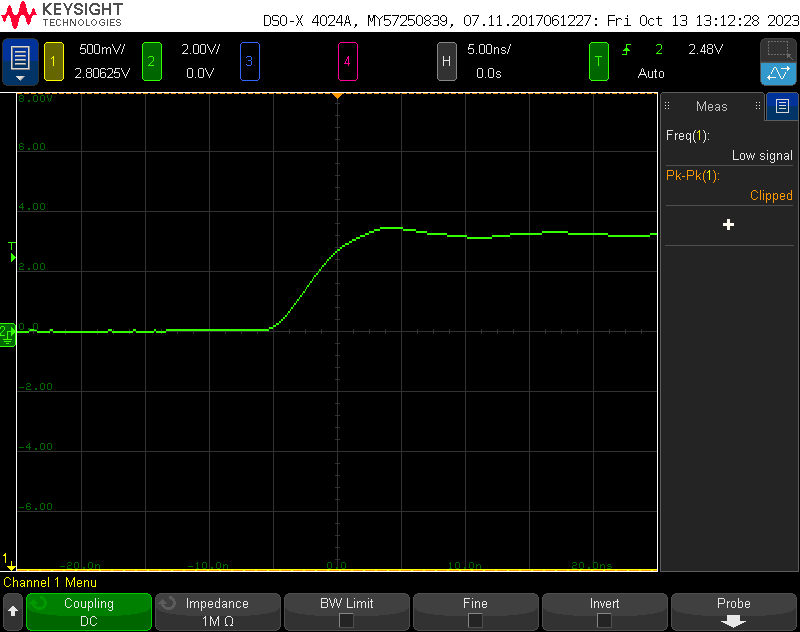 KEYSIGHT
TECHNOLOGIES
DSO-X 4024A, MY57250839, 07.11.2017061227: Fri Oct 13 13:12:28 2023
1 500mV/ 2.80625V
2 2.00V/ 0.0V
3
4
H 5.00ns/ 0.0s
T 2 2.48V
Auto
8.00V
6.00
4.00
T
2.00
2 0.0
-2.00
-4.00
-6.00
1
-20.0n -10.0n 0.0 10.0n 20.0ns
Meas
Freq(1):
Low signal
Pk-Pk(1):
Clipped
+
Channel 1 Menu
Coupling
DC
Impedance
1M Ω
BW Limit
Fine
Invert
Probe